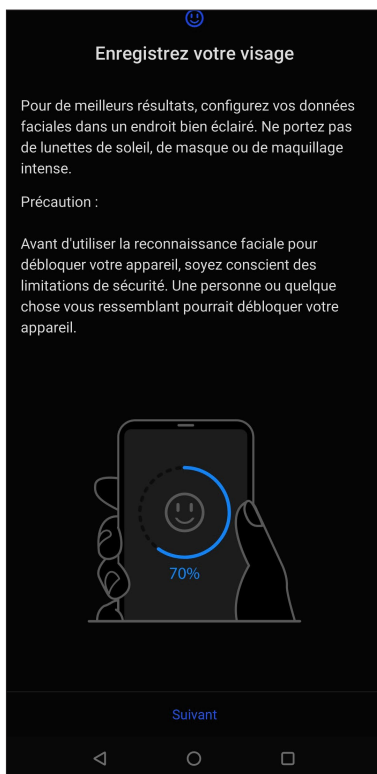 Enregistrez votre visage
Pour de meilleurs résultats, configurez vos données
faciales dans un endroit bien éclairé. Ne portez pas
de lunettes de soleil, de masque ou de maquillage
intense.
Précaution :
Avant d'utiliser la reconnaissance faciale pour
débloquer votre appareil, soyez conscient des
limitations de sécurité. Une personne ou quelque
chose vous ressemblant pourrait débloquer votre
appareil.
70%
Suivant